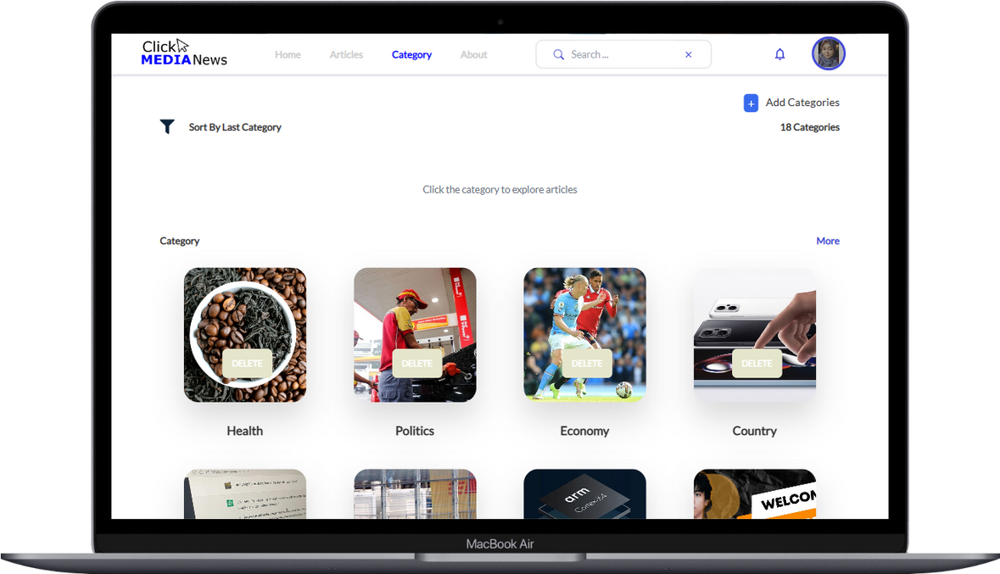 Click
MEDIANews
Home
Articles
Category
About
Search ...
Add Categories
Sort By Last Category
18 Categories
Click the category to explore articles
Category
More
DELETE
DELETE
DELETE
DELETE
Health
Politics
Economy
Country
arm
Cortex-X4
WELCOM
MacBook Air